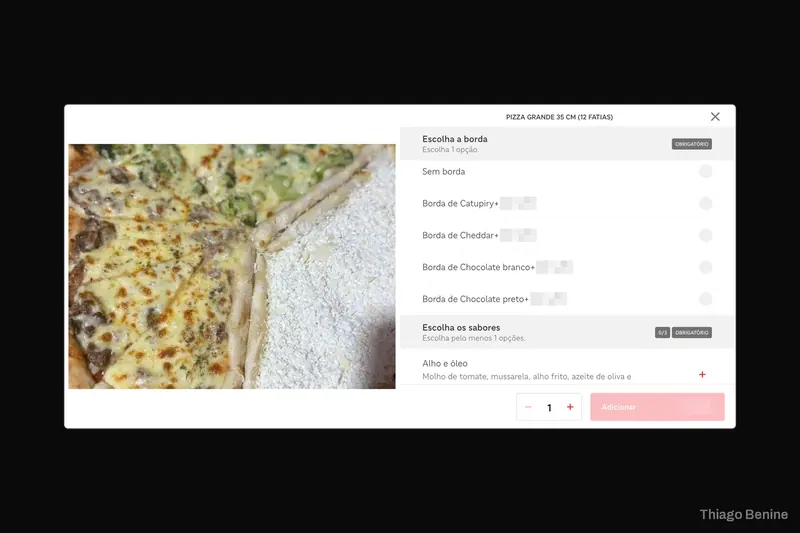 PIZZA GRANDE 35 CM (12 FATIAS)
Escolha a borda
Escolha 1 opção.
OBRIGATÓRIO
Sem borda
Borda de Catupiry+
Borda de Cheddar+
Borda de Chocolate branco+
Borda de Chocolate preto+
Escolha os sabores
Escolha pelo menos 1 opções.
0/3 OBRIGATÓRIO
Alho e óleo
Molho de tomate, mussarela, alho frito, azeite de oliva e
1
Adicionar
Thiago Benine